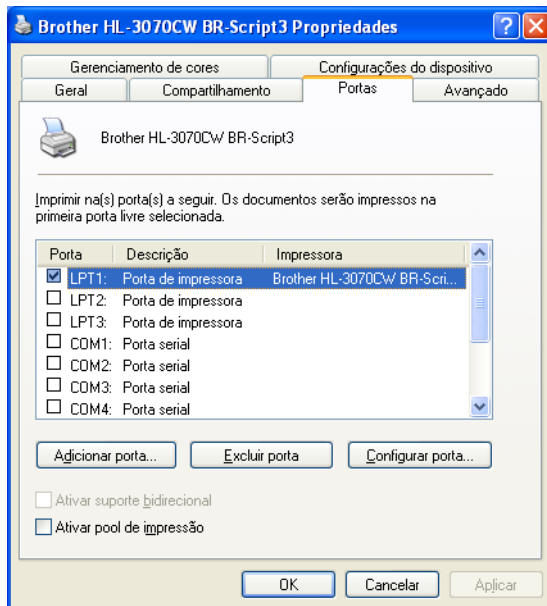 Brother HL-3070CW BR-Script3 Propriedades
Gerenciamento de cores Configurações do dispositivo
Geral Compartilhamento Portas Avançado
Brother HL-3070CW BR-Script3
Imprimir na(s) porta(s) a seguir. Os documentos serão impressos na
primeira porta livre selecionada.
Porta Descrição Impressora
LPT1: Porta de impressora Brother HL-3070CW BR-Scri...
LPT2: Porta de impressora
LPT3: Porta de impressora
COM1: Porta serial
COM2: Porta serial
COM3: Porta serial
COM4: Porta serial
Adicionar porta... Excluir porta Configurar porta...
Ativar suporte bidirecional
Ativar pool de impressão
OK Cancelar Aplicar